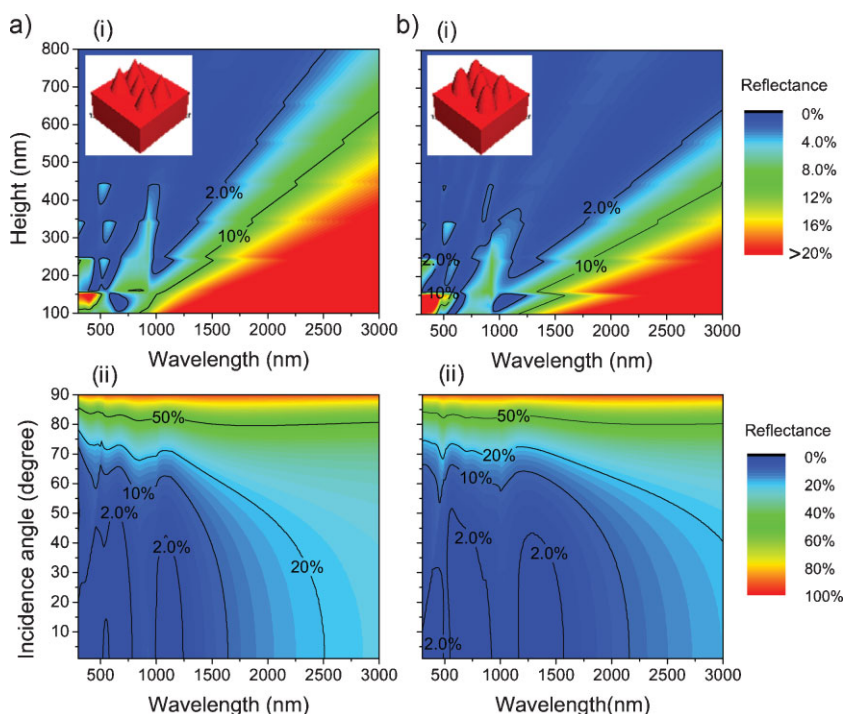 a)
(i)
800
700
600
500
400
300
200
100
Height (nm)
2.0%
10%
500 1000 1500 2000 2500 3000
Wavelength (nm)
b)
(i)
2.0%
10%
2.0%
10%
500 1000 1500 2000 2500 3000
Wavelength (nm)
Reflectance
0%
4.0%
8.0%
12%
16%
>20%
(ii)
90
80
70
60
50
40
30
20
10
Incidence angle (degree)
50%
10%
2.0%
2.0%
20%
500 1000 1500 2000 2500 3000
Wavelength (nm)
(ii)
50%
20%
10%
2.0%
2.0%
2.0%
500 1000 1500 2000 2500 3000
Wavelength(nm)
Reflectance
0%
20%
40%
60%
80%
100%